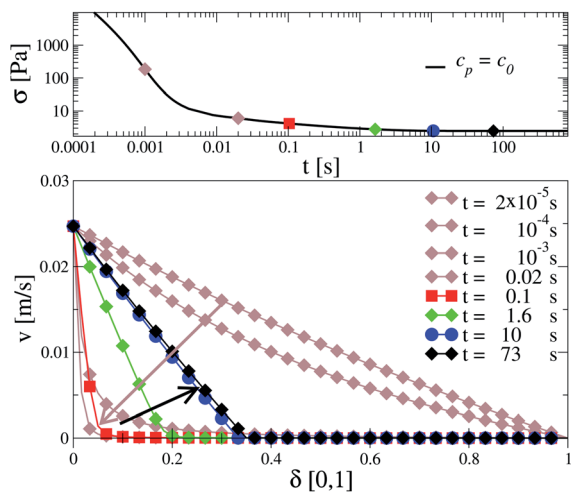 1000
100
10
σ [Pa]
c_p = c_0
0.0001 0.001 0.01 0.1 1 10 100
t [s]
0.03
0.02
0.01
0
v [m/s]
t = 2x10^-5 s
t = 10^-4 s
t = 10^-3 s
t = 0.02 s
t = 0.1 s
t = 1.6 s
t = 10 s
t = 73 s
0 0.2 0.4 0.6 0.8 1
δ [0,1]